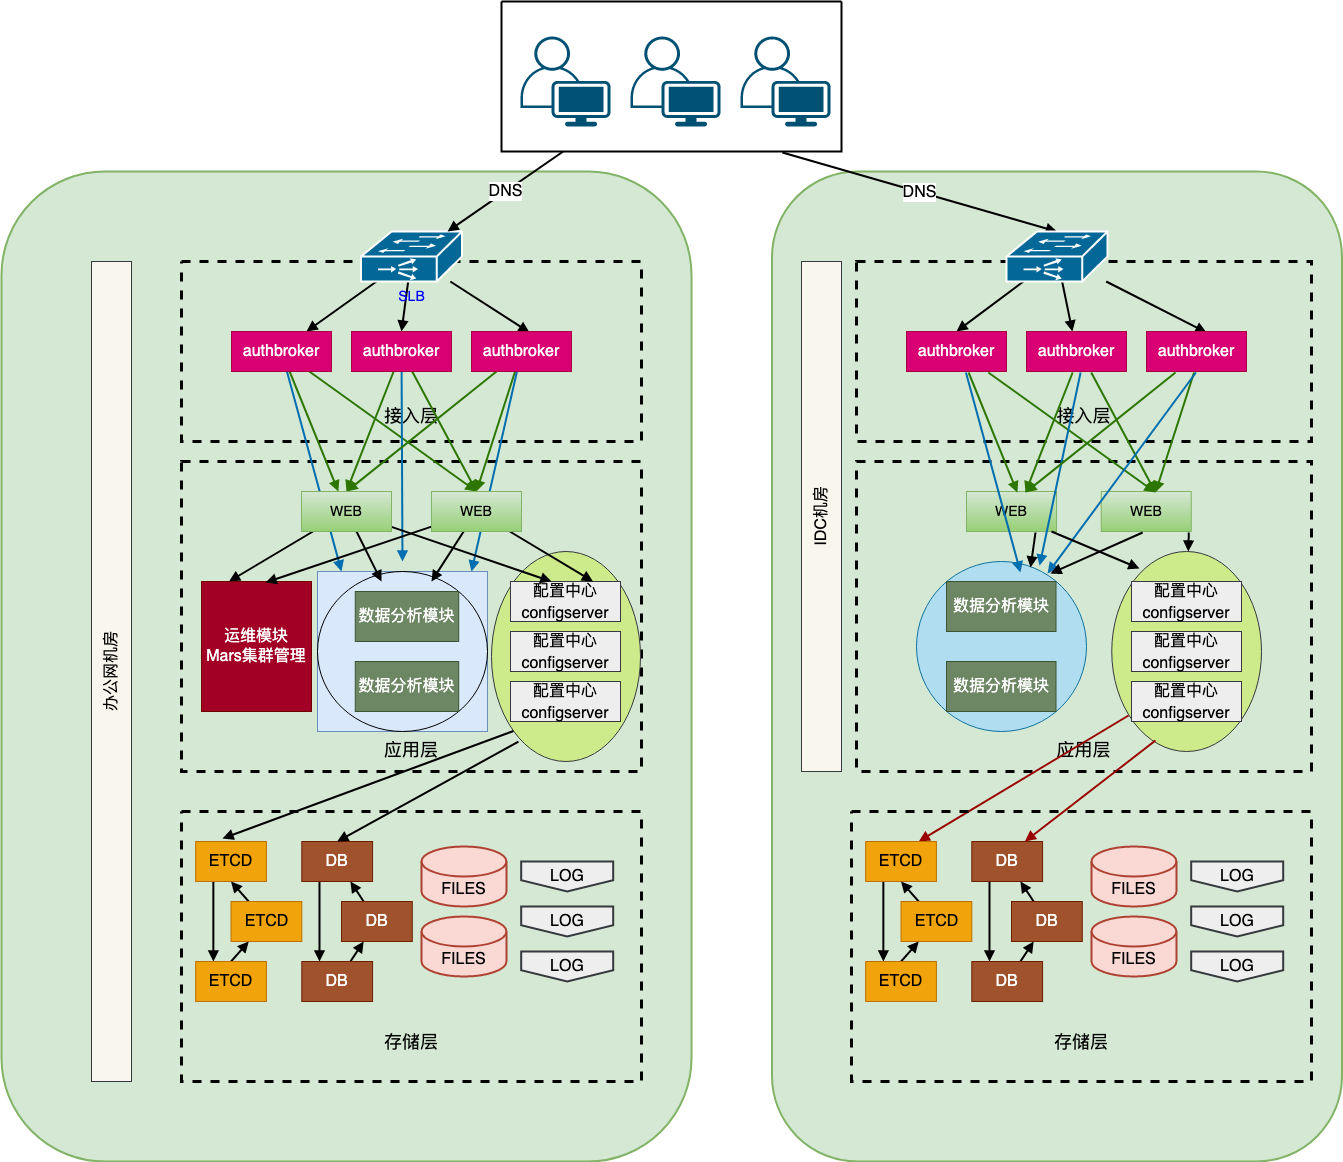 DNS
DNS
SLB
authbroker
authbroker
authbroker
接入层
WEB
WEB
办公网机房
运维模块
Mars集群管理
数据分析模块
数据分析模块
配置中心
configserver
配置中心
configserver
配置中心
configserver
应用层
ETCD
ETCD
ETCD
DB
DB
DB
FILES
FILES
LOG
LOG
LOG
存储层
authbroker
authbroker
authbroker
接入层
IDC机房
WEB
WEB
数据分析模块
数据分析模块
配置中心
configserver
配置中心
configserver
配置中心
configserver
应用层
ETCD
ETCD
ETCD
DB
DB
DB
FILES
FILES
LOG
LOG
LOG
存储层